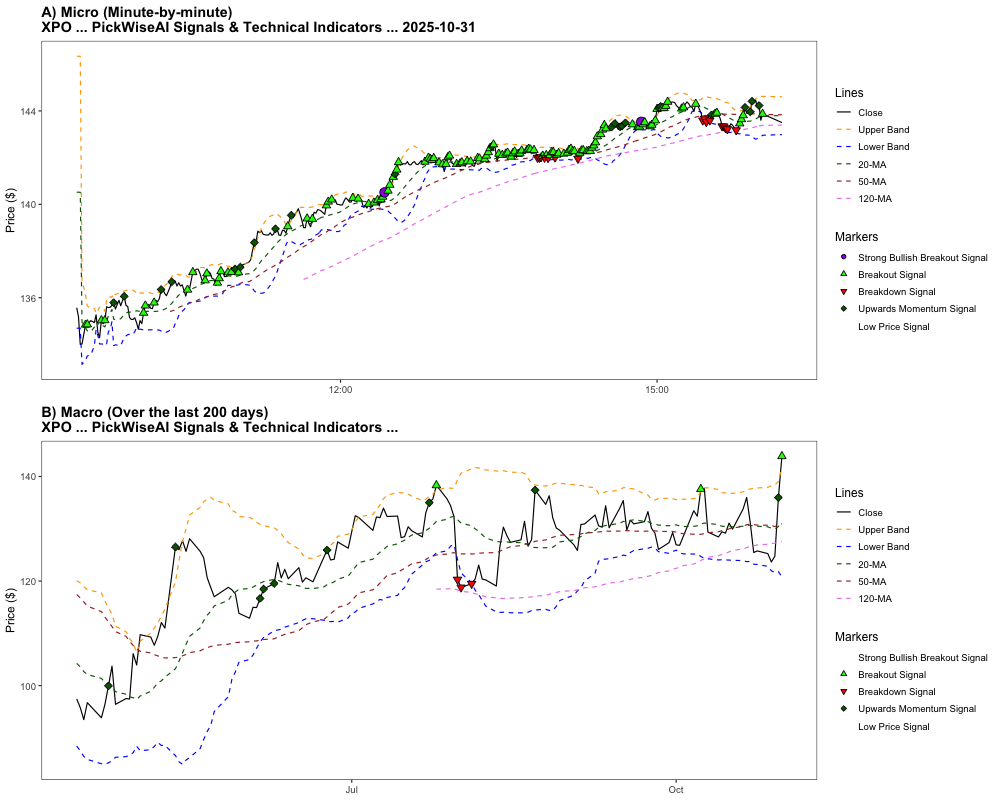 A) Micro (Minute-by-minute)
XPO ... PickWiseAI Signals & Technical Indicators ... 2025-10-31
Price ($)
144
140
136
12:00
15:00
Lines
Close
Upper Band
Lower Band
20-MA
50-MA
120-MA
Markers
Strong Bullish Breakout Signal
Breakout Signal
Breakdown Signal
Upwards Momentum Signal
Low Price Signal
B) Macro (Over the last 200 days)
XPO ... PickWiseAI Signals & Technical Indicators ...
Price ($)
140
120
100
Jul
Oct
Lines
Close
Upper Band
Lower Band
20-MA
50-MA
120-MA
Markers
Strong Bullish Breakout Signal
Breakout Signal
Breakdown Signal
Upwards Momentum Signal
Low Price Signal